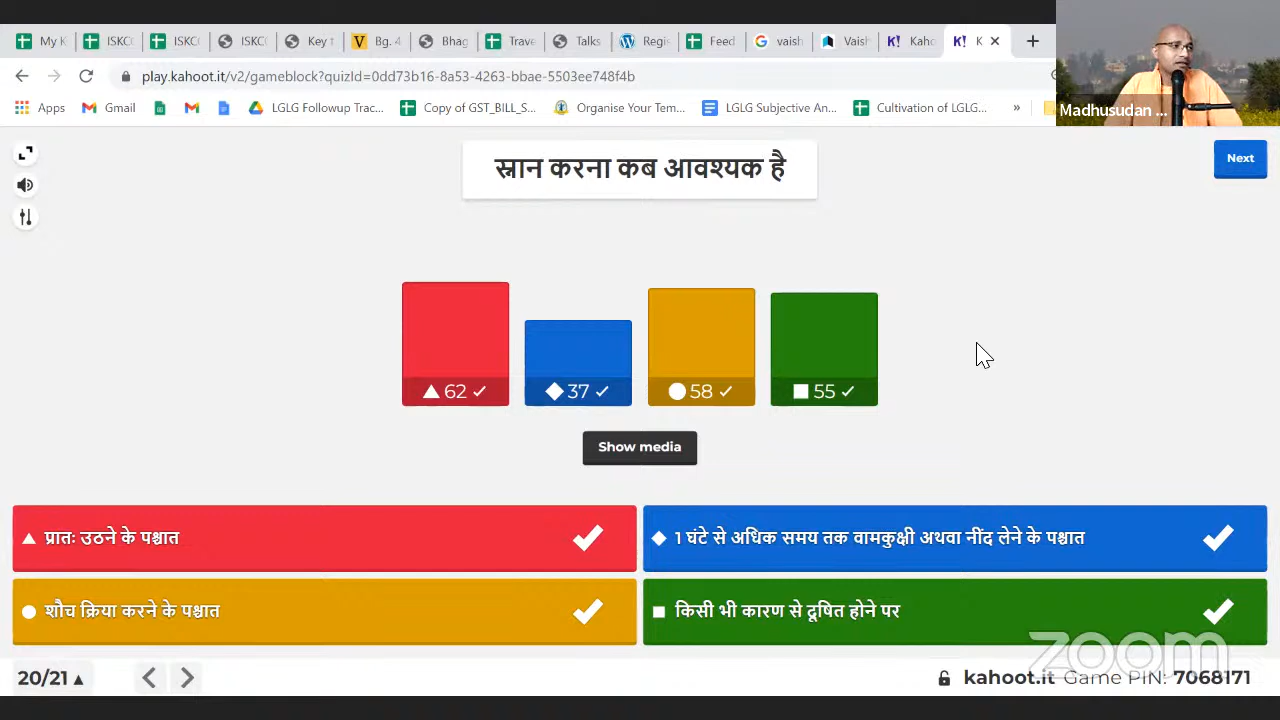 My K
ISKC
ISKC
ISKC
Key t
Bg. 4
Bhag
Trave
Talks
Regis
Feed
vaish
Vaish
Kaho
K
play.kahoot.it/v2/gameblock?quizId=0dd73b16-8a53-4263-bbae-5503ee748f4b
Apps
Gmail
LGLG Followup Trac...
Copy of GST_BILL_S...
Organise Your Tem...
LGLG Subjective An...
Cultivation of LGLG...
»
Madhusudan ...
स्नान करना कब आवश्यक है
Next
62
37
58
55
Show media
प्रातः उठने के पश्चात
1 घंटे से अधिक समय तक वामकुक्षी अथवा नींद लेने के पश्चात
शौच क्रिया करने के पश्चात
किसी भी कारण से दूषित होने पर
zoom
20/21
kahoot.it Game PIN: 7068171